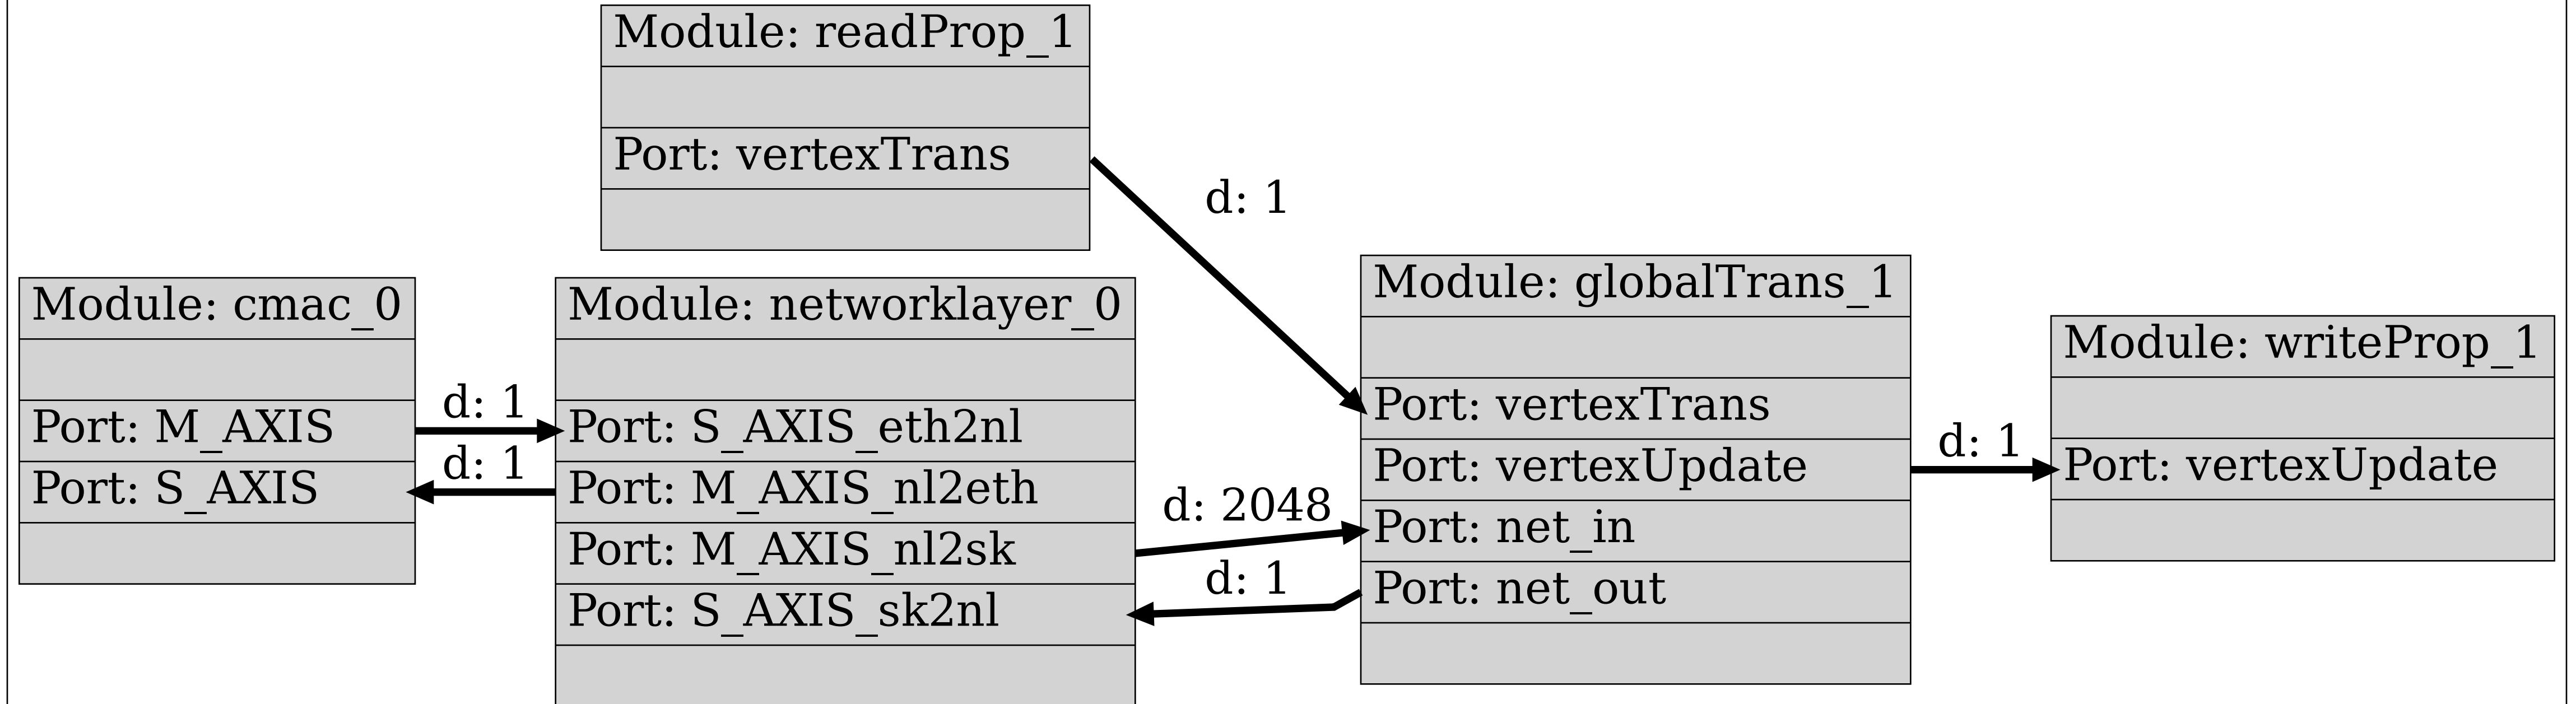 Module: readProp_1
Port: vertexTrans
d: 1
Module: cmac_0
Port: M_AXIS
Port: S_AXIS
d: 1
d: 1
Module: networklayer_0
Port: S_AXIS_eth2nl
Port: M_AXIS_nl2eth
Port: M_AXIS_nl2sk
Port: S_AXIS_sk2nl
d: 2048
d: 1
Module: globalTrans_1
Port: vertexTrans
Port: vertexUpdate
Port: net_in
Port: net_out
d: 1
Module: writeProp_1
Port: vertexUpdate